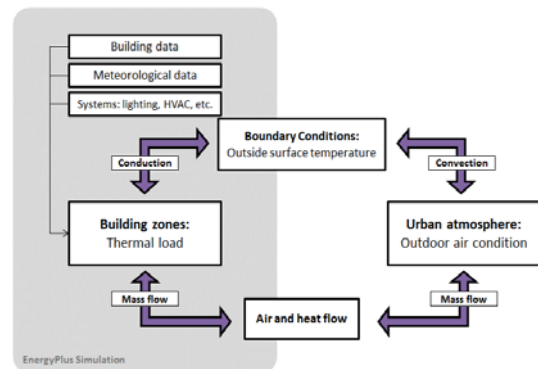 Building data
Meteorological data
Systems: lighting, HVAC, etc.
Boundary Conditions:
Outside surface temperature
Conduction
Convection
Building zones:
Thermal load
Urban atmosphere:
Outdoor air condition
Mass flow
Mass flow
Air and heat flow
EnergyPlus Simulation